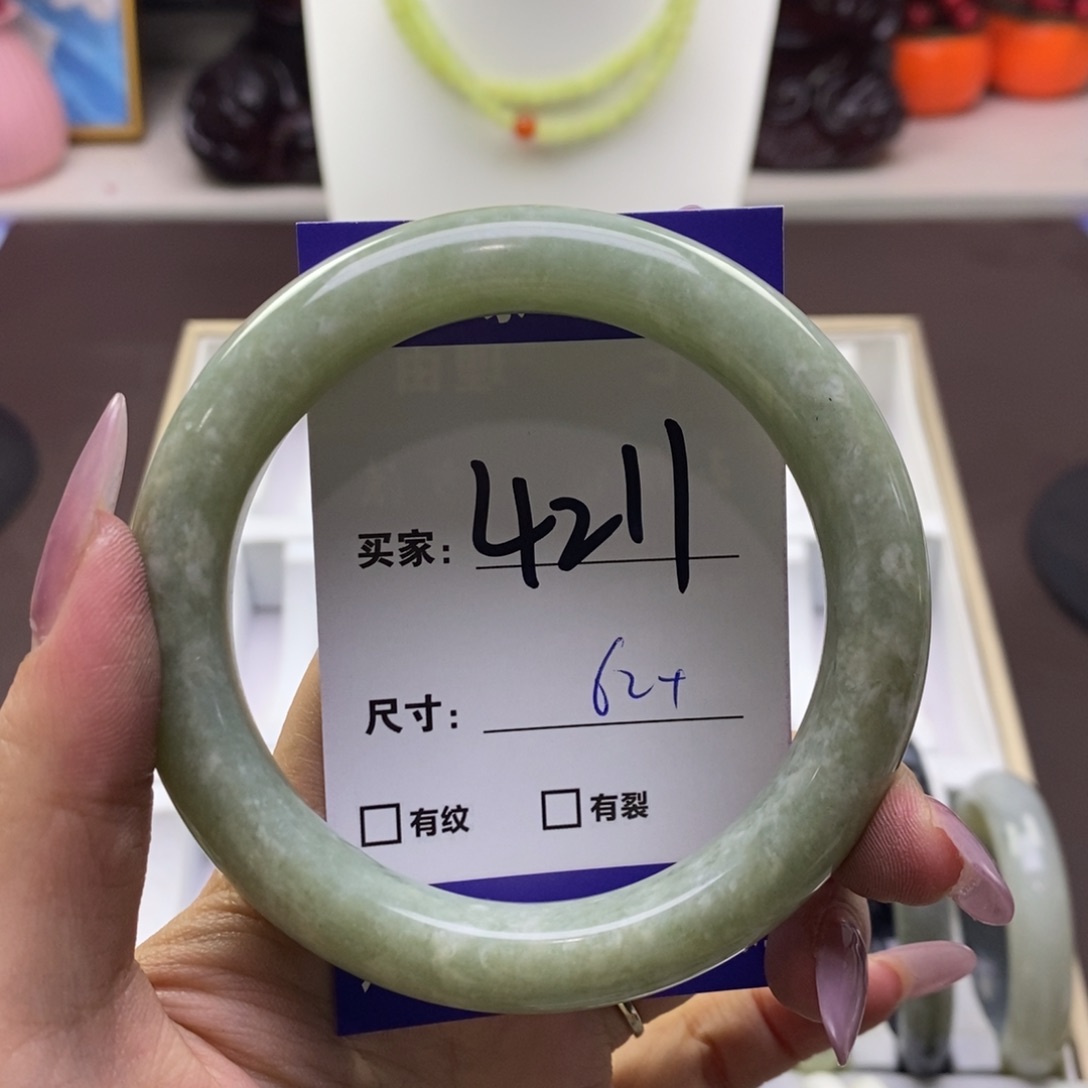 买家: 4211
尺寸: 62+
□有纹 □有裂